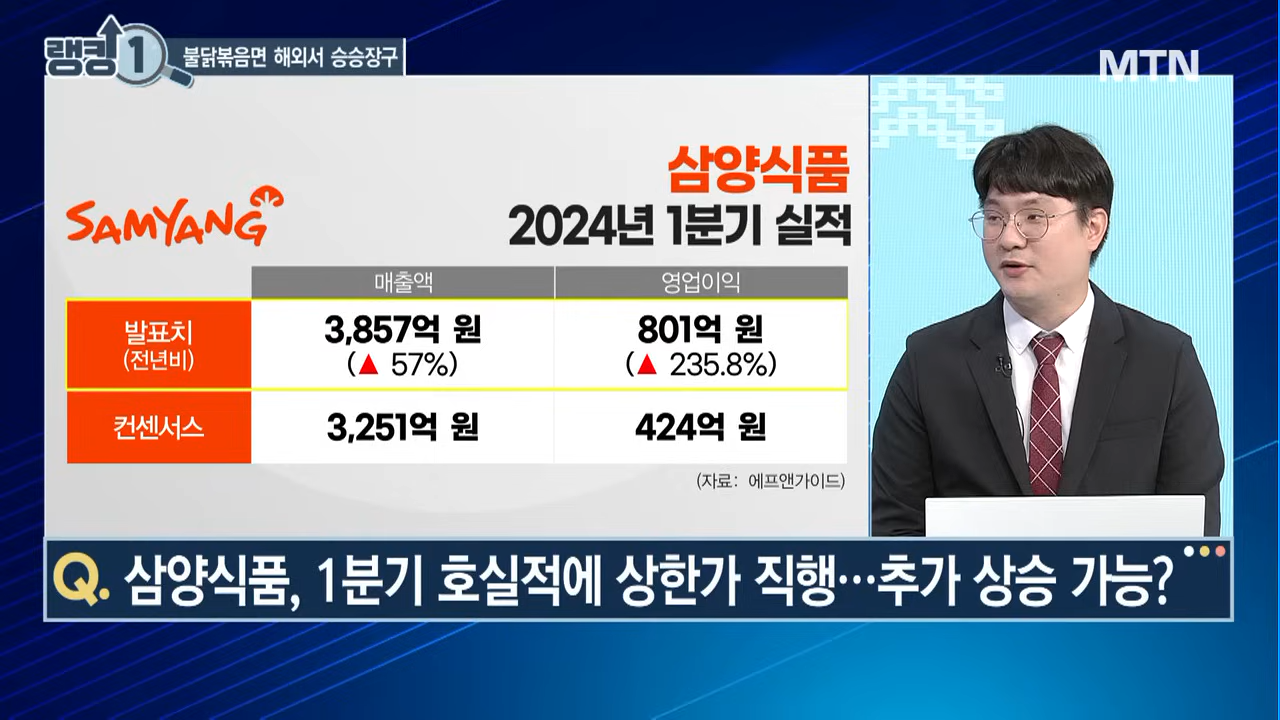 랭킹 1
불닭볶음면 해외서 승승장구
MTN
SAMYANG
삼양식품
2024년 1분기 실적
매출액 영업이익
발표치 3,857억 원 801억 원
(전년비) (▲ 57%) (▲ 235.8%)
컨센서스 3,251억 원 424억 원
(자료: 에프앤가이드)
Q. 삼양식품, 1분기 호실적에 상한가 직행…추가 상승 가능?